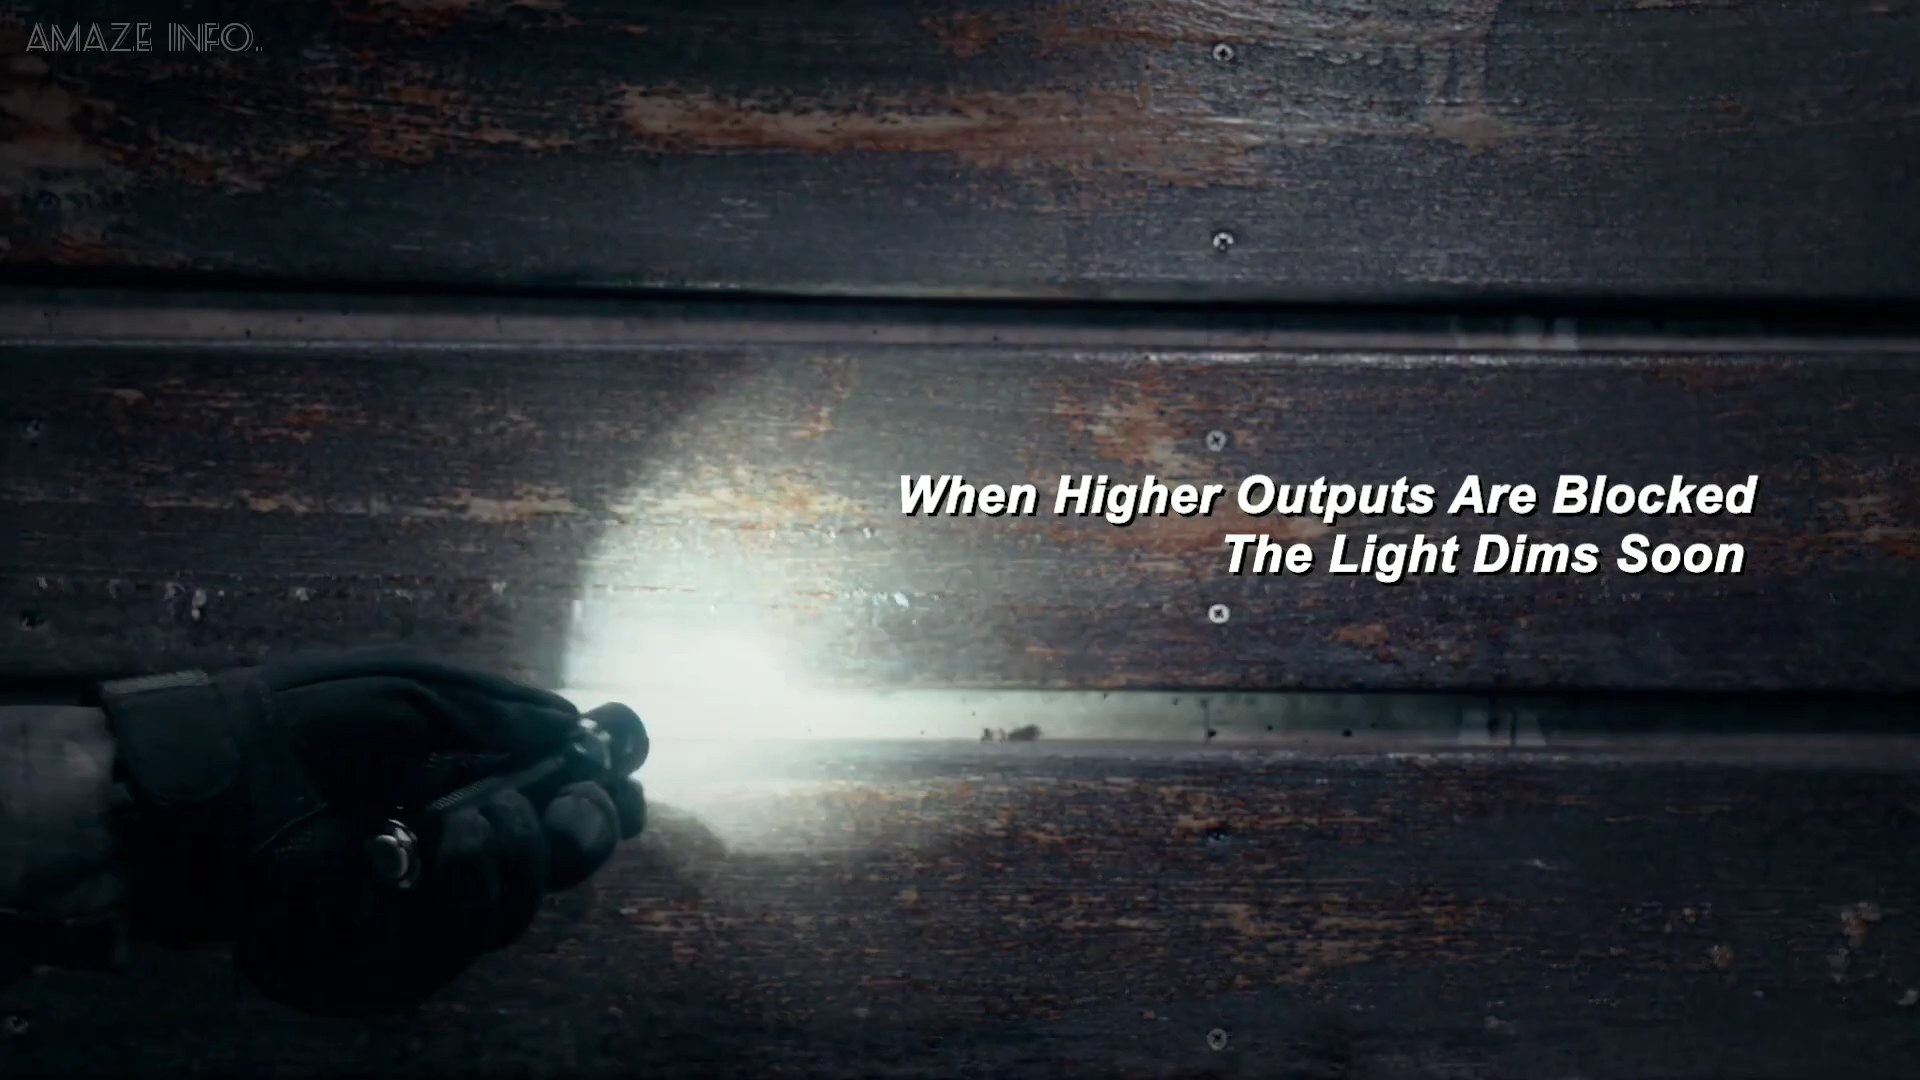 AMAZE INFO.
When Higher Outputs Are Blocked
The Light Dims Soon